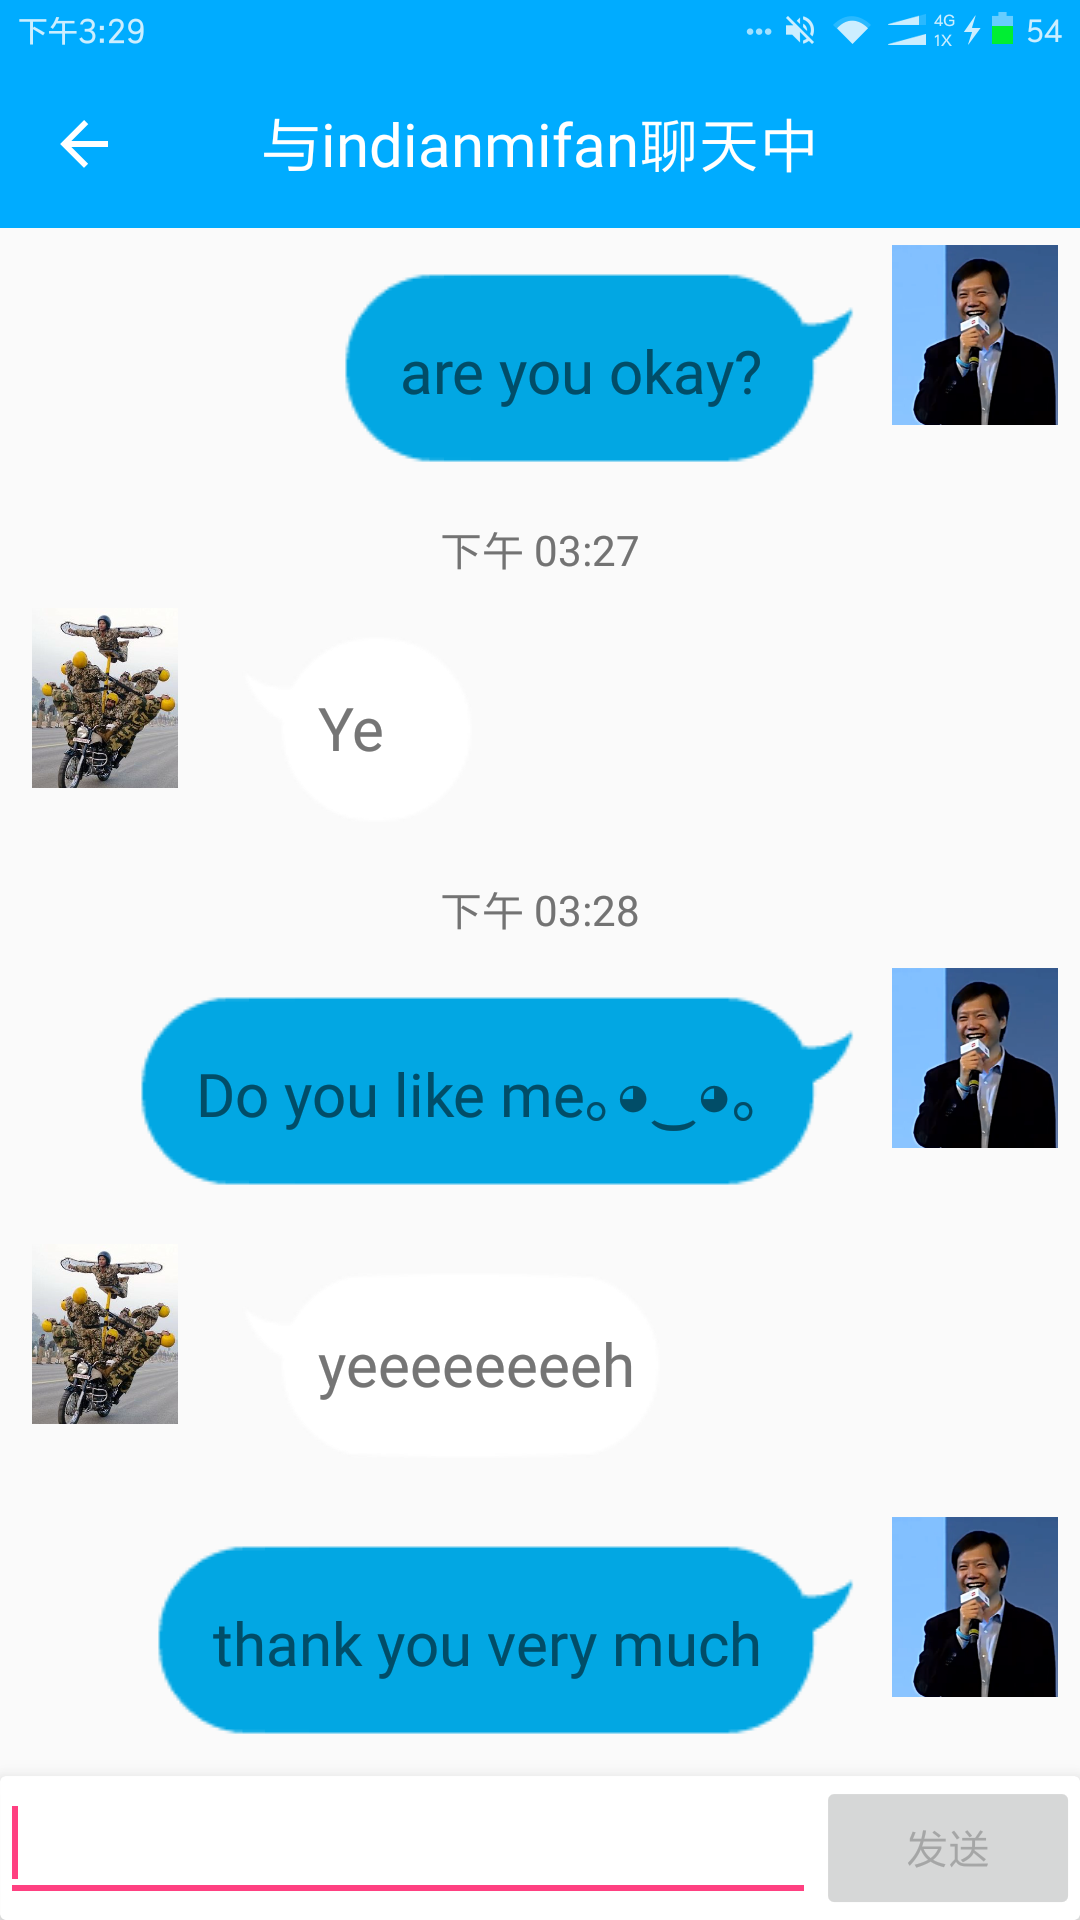 下午3:29
4G
1X
54
与indianmifan聊天中
are you okay?
下午 03:27
Ye
下午 03:28
Do you like me｡◕‿◕｡
yeeeeeeeeh
thank you very much
发送